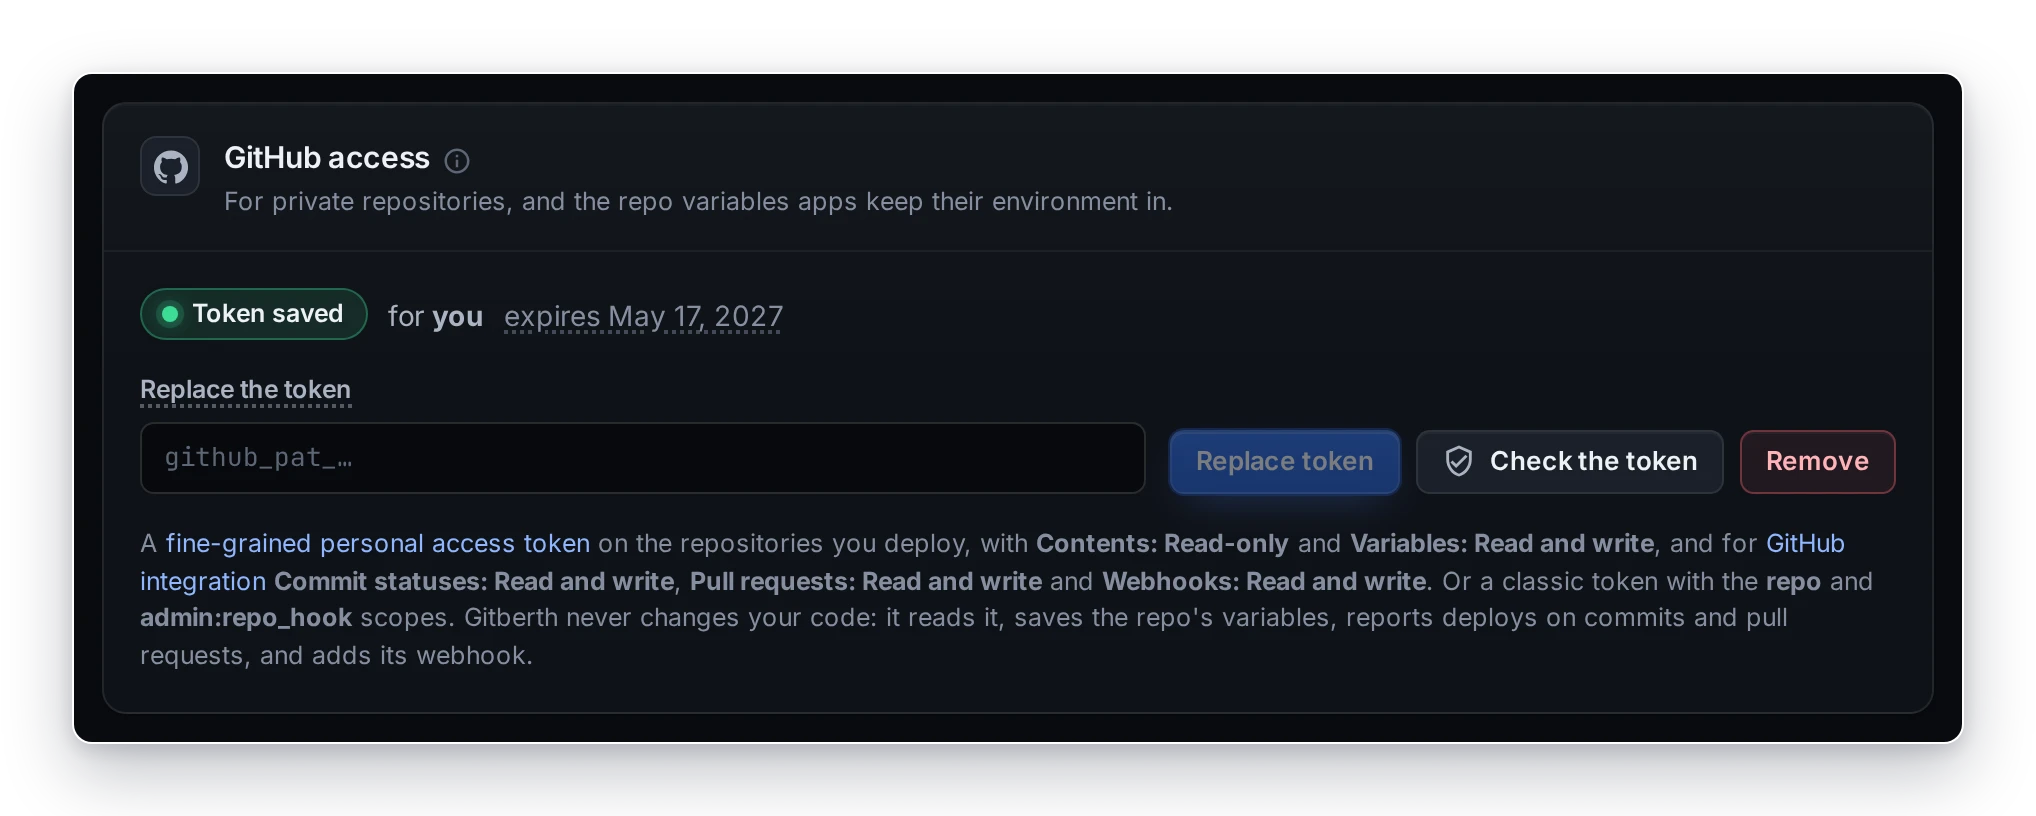 GitHub access
For private repositories, and the repo variables apps keep their environment in.
Token saved for you expires May 17, 2027
Replace the token
github_pat_… Replace token Check the token Remove
A fine-grained personal access token on the repositories you deploy, with Contents: Read-only and Variables: Read and write, and for GitHub
integration Commit statuses: Read and write, Pull requests: Read and write and Webhooks: Read and write. Or a classic token with the repo and
admin:repo_hook scopes. Gitberth never changes your code: it reads it, saves the repo's variables, reports deploys on commits and pull
requests, and adds its webhook.